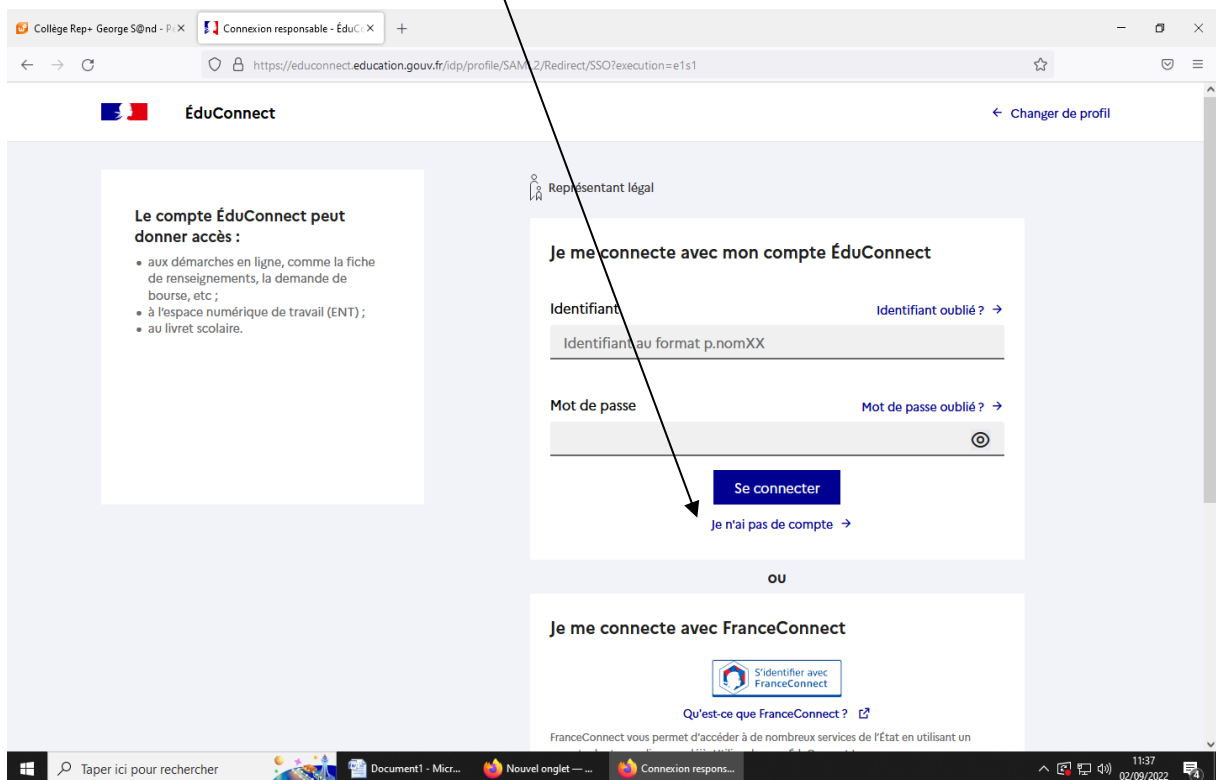 Collège Rep+ George S@nd - P
Connexion responsable - ÉduCo
https://educonnect.education.gouv.fr/idp/profile/SAML2/Redirect/SSO?execution=e1s1
ÉduConnect
Changer de profil
Représentant légal
Le compte ÉduConnect peut
donner accès :
• aux démarches en ligne, comme la fiche
de renseignements, la demande de
bourse, etc ;
• à l'espace numérique de travail (ENT) ;
• au livret scolaire.
Je me connecte avec mon compte ÉduConnect
Identifiant
Identifiant oublié ?
Identifiant au format p.nomXX
Mot de passe
Mot de passe oublié ?
Se connecter
Je n'ai pas de compte
ou
Je me connecte avec FranceConnect
S'identifier avec
FranceConnect
Qu'est-ce que FranceConnect ?
FranceConnect vous permet d'accéder à de nombreux services de l'État en utilisant un
Taper ici pour rechercher
Document1 - Micr...
Nouvel onglet — ...
Connexion respons...
11:37
02/09/2022
4